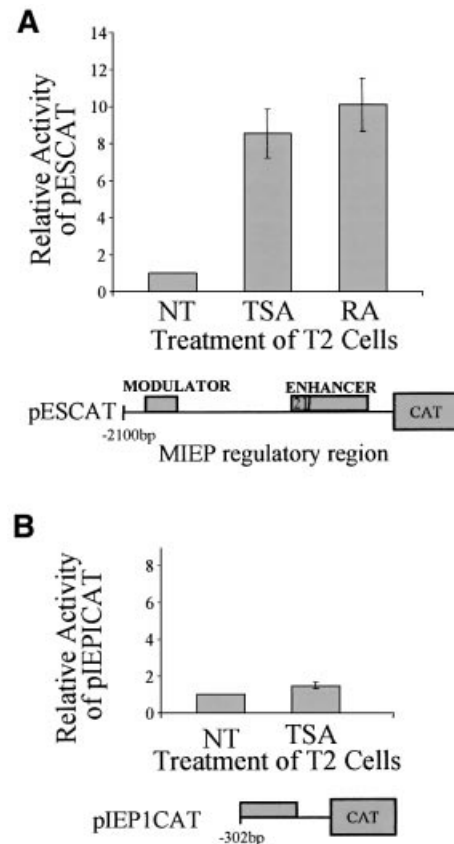 A
Relative Activity
of pESCAT
14
12
10
8
6
4
2
0
NT TSA RA
Treatment of T2 Cells
MODULATOR ENHANCER
pESCAT 21 CAT
-2100bp
MIEP regulatory region
B
Relative Activity
of pIEPICAT
8
6
4
2
0
NT TSA
Treatment of T2 Cells
pIEP1CAT CAT
-302bp